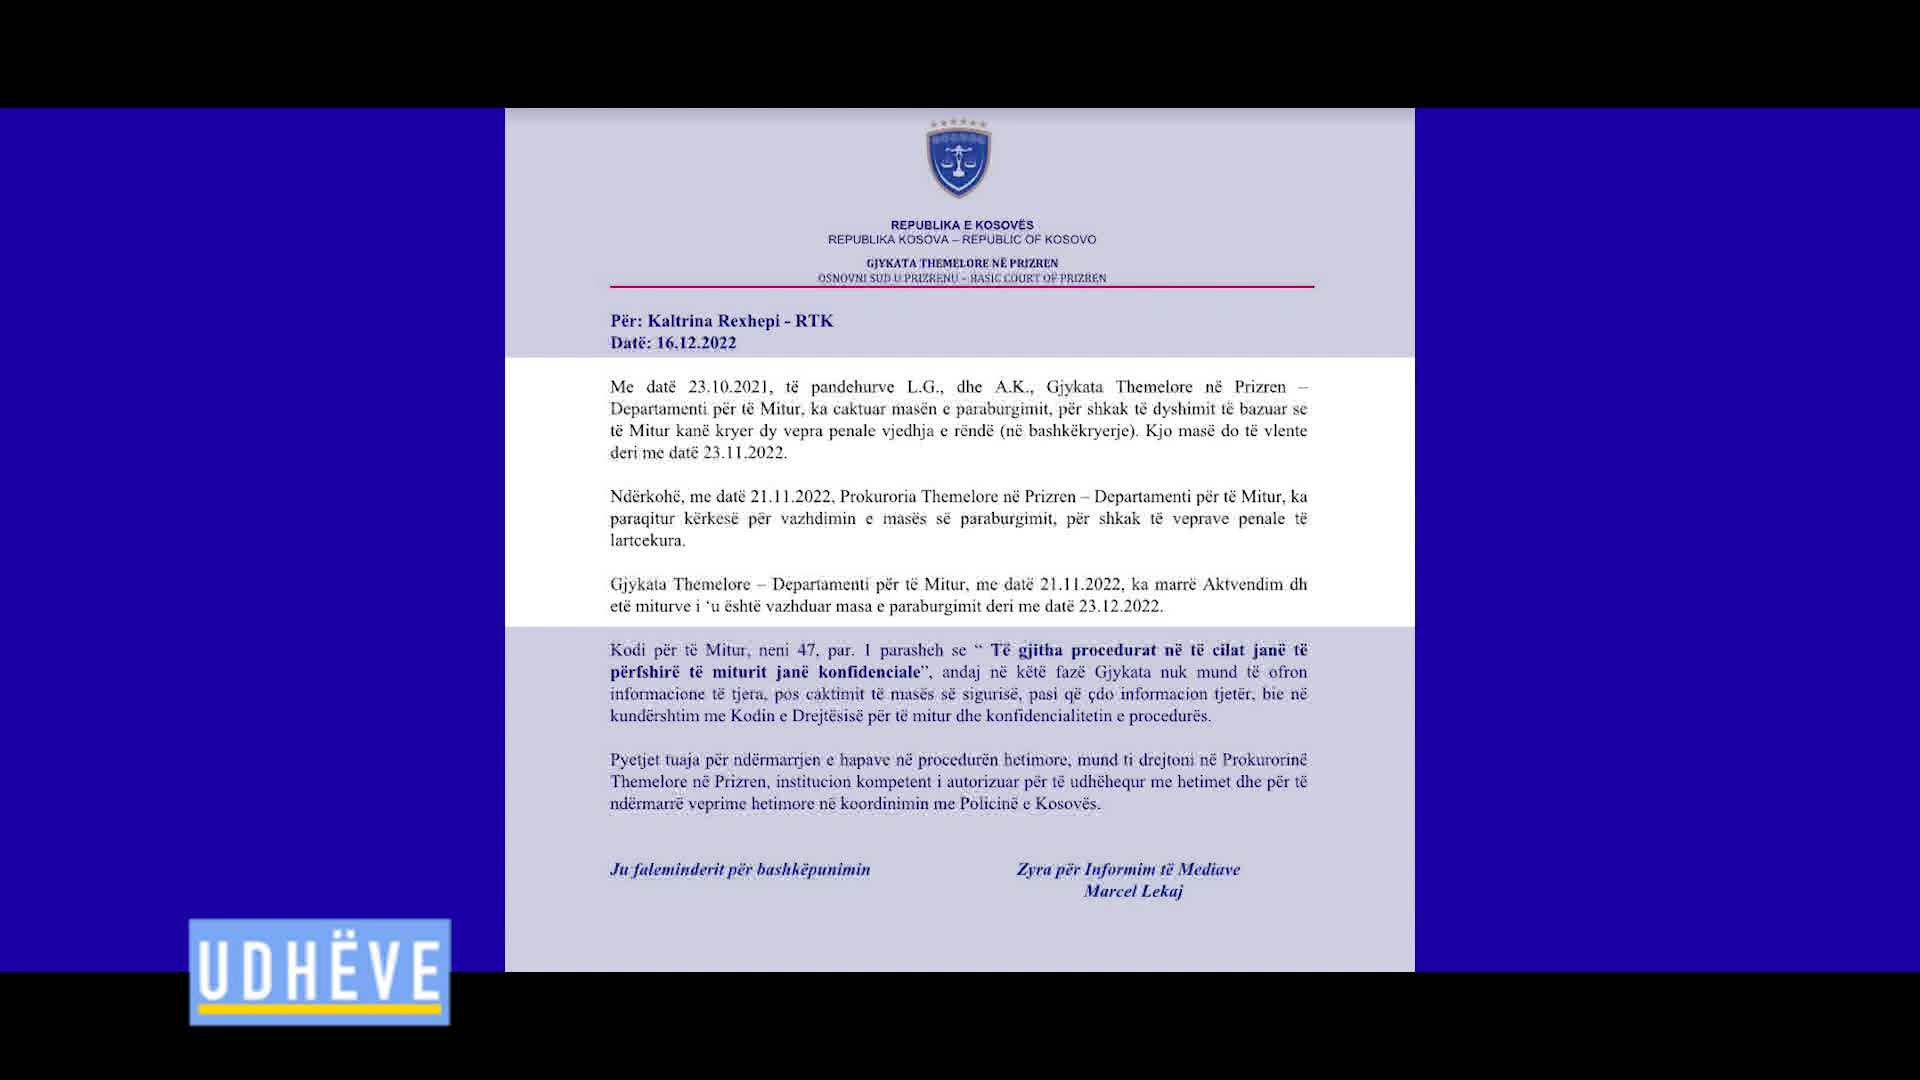 REPUBLIKA E KOSOVËS
REPUBLIKA KOSOVA – REPUBLIC OF KOSOVO
GJYKATA THEMELORE NË PRIZREN
OSNOVNI SUD U PRIZRENU – BASIC COURT OF PRIZREN
Për: Kaltrina Rexhepi - RTK
Datë: 16.12.2022
Me datë 23.10.2021, të pandehurve L.G., dhe A.K., Gjykata Themelore në Prizren –
Departamenti për të Mitur, ka caktuar masën e paraburgimit, për shkak të dyshimit të bazuar se
të Mitur kanë kryer dy vepra penale vjedhja e rëndë (në bashkëkryerje). Kjo masë do të vlente
deri me datë 23.11.2022.
Ndërkohë, me datë 21.11.2022, Prokuroria Themelore në Prizren – Departamenti për të Mitur, ka
paraqitur kërkesë për vazhdimin e masës së paraburgimit, për shkak të veprave penale të
lartcekura.
Gjykata Themelore – Departamenti për të Mitur, me datë 21.11.2022, ka marrë Aktvendim dh
etë miturve i ‘u është vazhduar masa e paraburgimit deri me datë 23.12.2022.
Kodi për të Mitur, neni 47, par. 1 parasheh se “ Të gjitha procedurat në të cilat janë të
përfshirë të miturit janë konfidenciale”, andaj në këtë fazë Gjykata nuk mund të ofron
informacione të tjera, pos caktimit të masës së sigurisë, pasi që çdo informacion tjetër, bie në
kundërshtim me Kodin e Drejtësisë për të mitur dhe konfidencialitetin e procedurës.
Pyetjet tuaja për ndërmarrjen e hapave në procedurën hetimore, mund ti drejtoni në Prokurorinë
Themelore në Prizren, institucion kompetent i autorizuar për të udhëhequr me hetimet dhe për të
ndërmarrë veprime hetimore në koordinimin me Policinë e Kosovës.
Ju faleminderit për bashkëpunimin
Zyra për Informim të Mediave
Marcel Lekaj
UDHËVE